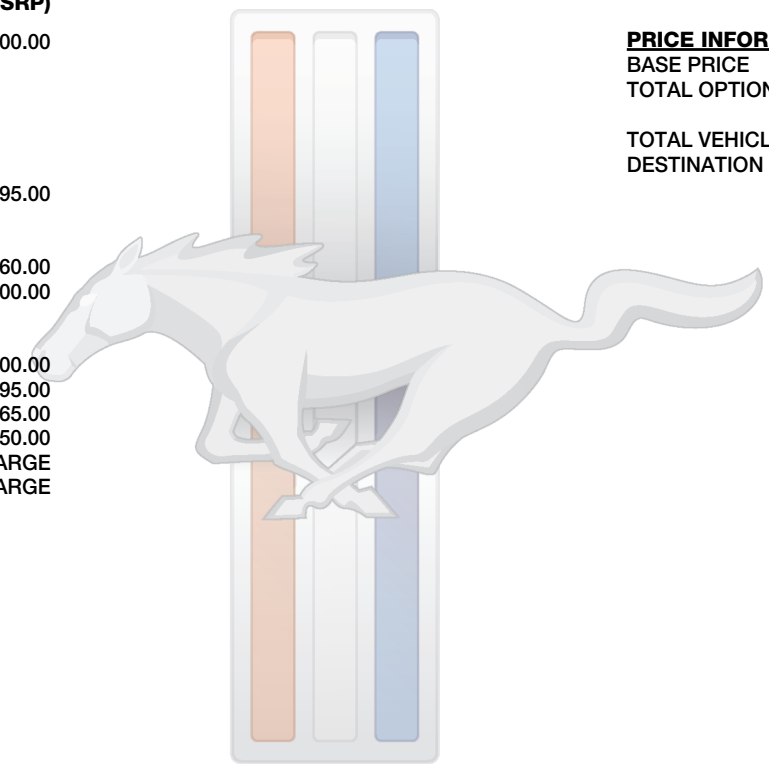 SRP)
00.00
95.00
60.00
00.00
00.00
95.00
65.00
50.00
ARGE
ARGE
PRICE INFOR
BASE PRICE
TOTAL OPTION
TOTAL VEHICL
DESTINATION